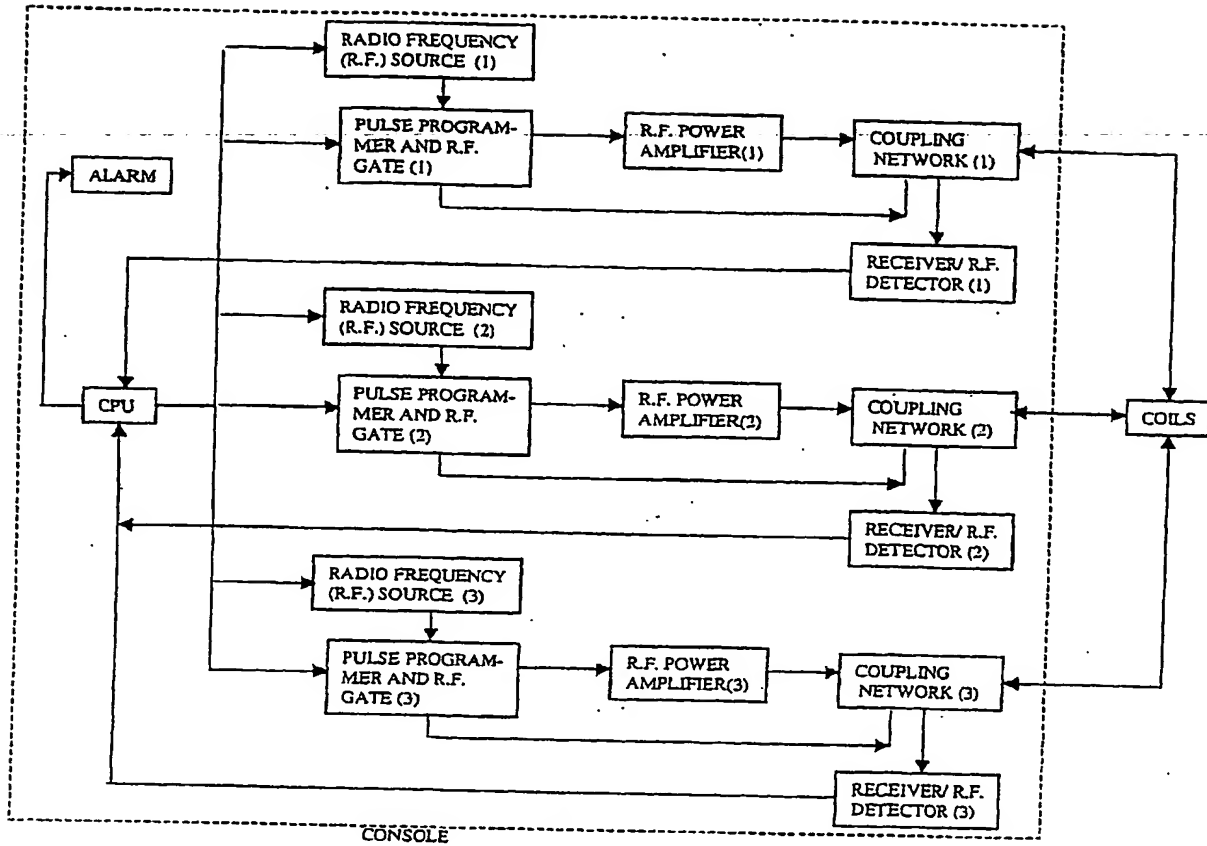 RADIO FREQUENCY
(R.F.) SOURCE (1)
PULSE PROGRAM-
MER AND R.F.
GATE (1)
R.F. POWER
AMPLIFIER(1)
COUPLING
NETWORK (1)
ALARM
RECEIVER/ R.F.
DETECTOR (1)
RADIO FREQUENCY
(R.F.) SOURCE (2)
CPU
PULSE PROGRAM-
MER AND R.F.
GATE (2)
R.F. POWER
AMPLIFIER(2)
COUPLING
NETWORK (2)
COILS
RECEIVER/ R.F.
DETECTOR (2)
RADIO FREQUENCY
(R.F.) SOURCE (3)
PULSE PROGRAM-
MER AND R.F.
GATE (3)
R.F. POWER
AMPLIFIER(3)
COUPLING
NETWORK (3)
RECEIVER/ R.F.
DETECTOR (3)
CONSOLE